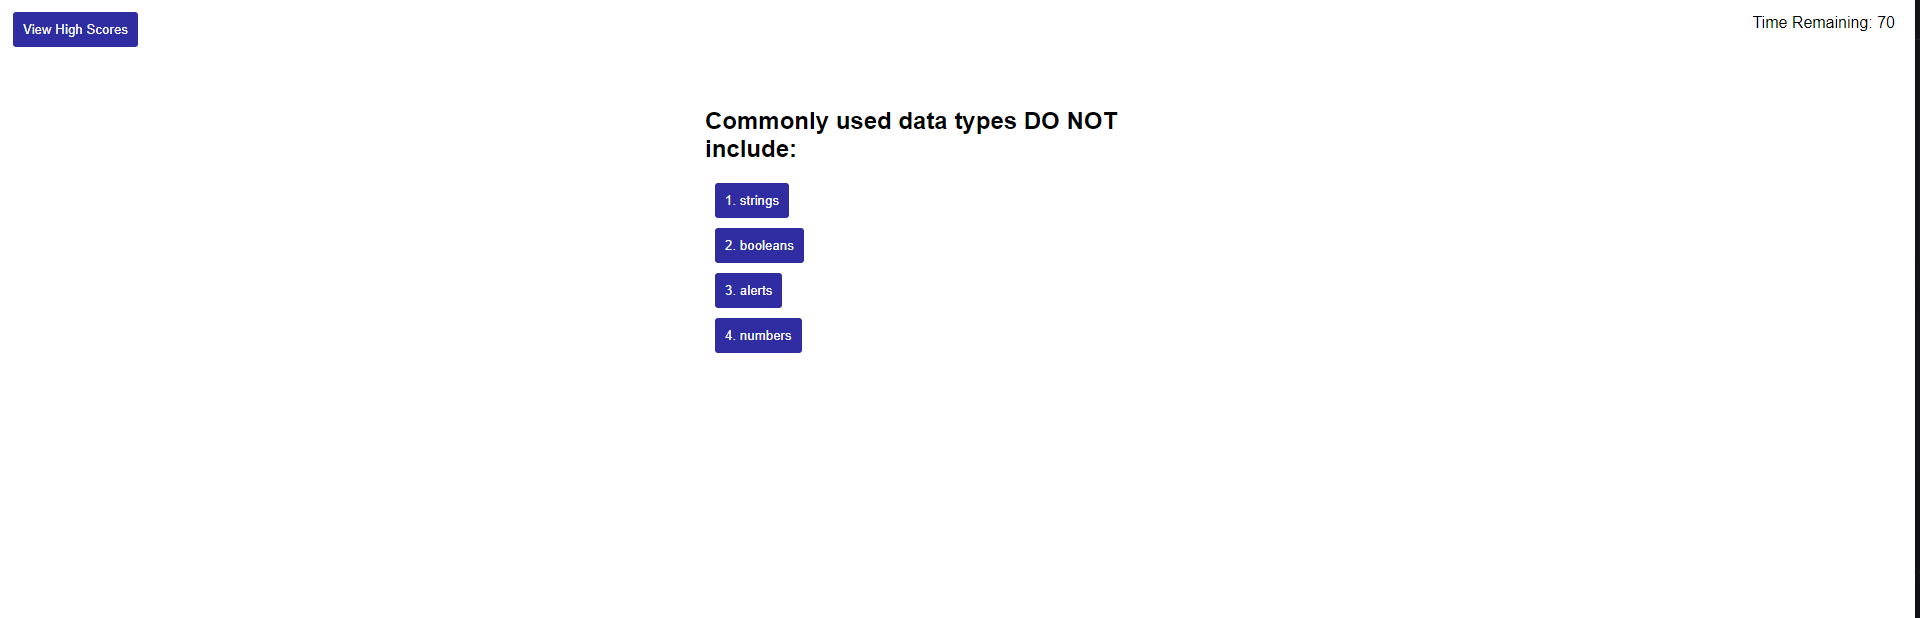 View High Scores
Time Remaining: 70
Commonly used data types DO NOT
include:
1. strings
2. booleans
3. alerts
4. numbers